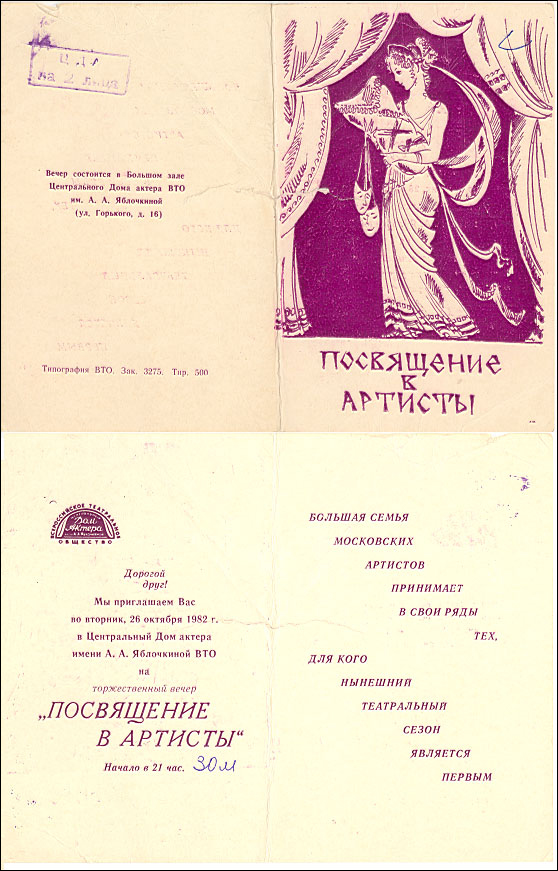 ЦДА
на 2 лица
Вечер состоится в Большом зале
Центрального Дома актера ВТО
им. А. А. Яблочкиной
(ул. Горького, д. 16)
Типография ВТО. Зак. 3275. Тир. 500
ПОСВЯЩЕНИЕ
В
АРТИСТЫ
ВСЕРОССИЙСКОЕ ТЕАТРАЛЬНОЕ
Дом
Актера
ОБЩЕСТВО
Дорогой
друг!
Мы приглашаем Вас
во вторник, 26 октября 1982 г.
в Центральный Дом актера
имени А. А. Яблочкиной ВТО
на
торжественный вечер
„ПОСВЯЩЕНИЕ
В АРТИСТЫ“
Начало в 21 час. 30м
БОЛЬШАЯ СЕМЬЯ
МОСКОВСКИХ
АРТИСТОВ
ПРИНИМАЕТ
В СВОИ РЯДЫ
ТЕХ,
ДЛЯ КОГО
НЫНЕШНИЙ
ТЕАТРАЛЬНЫЙ
СЕЗОН
ЯВЛЯЕТСЯ
ПЕРВЫМ